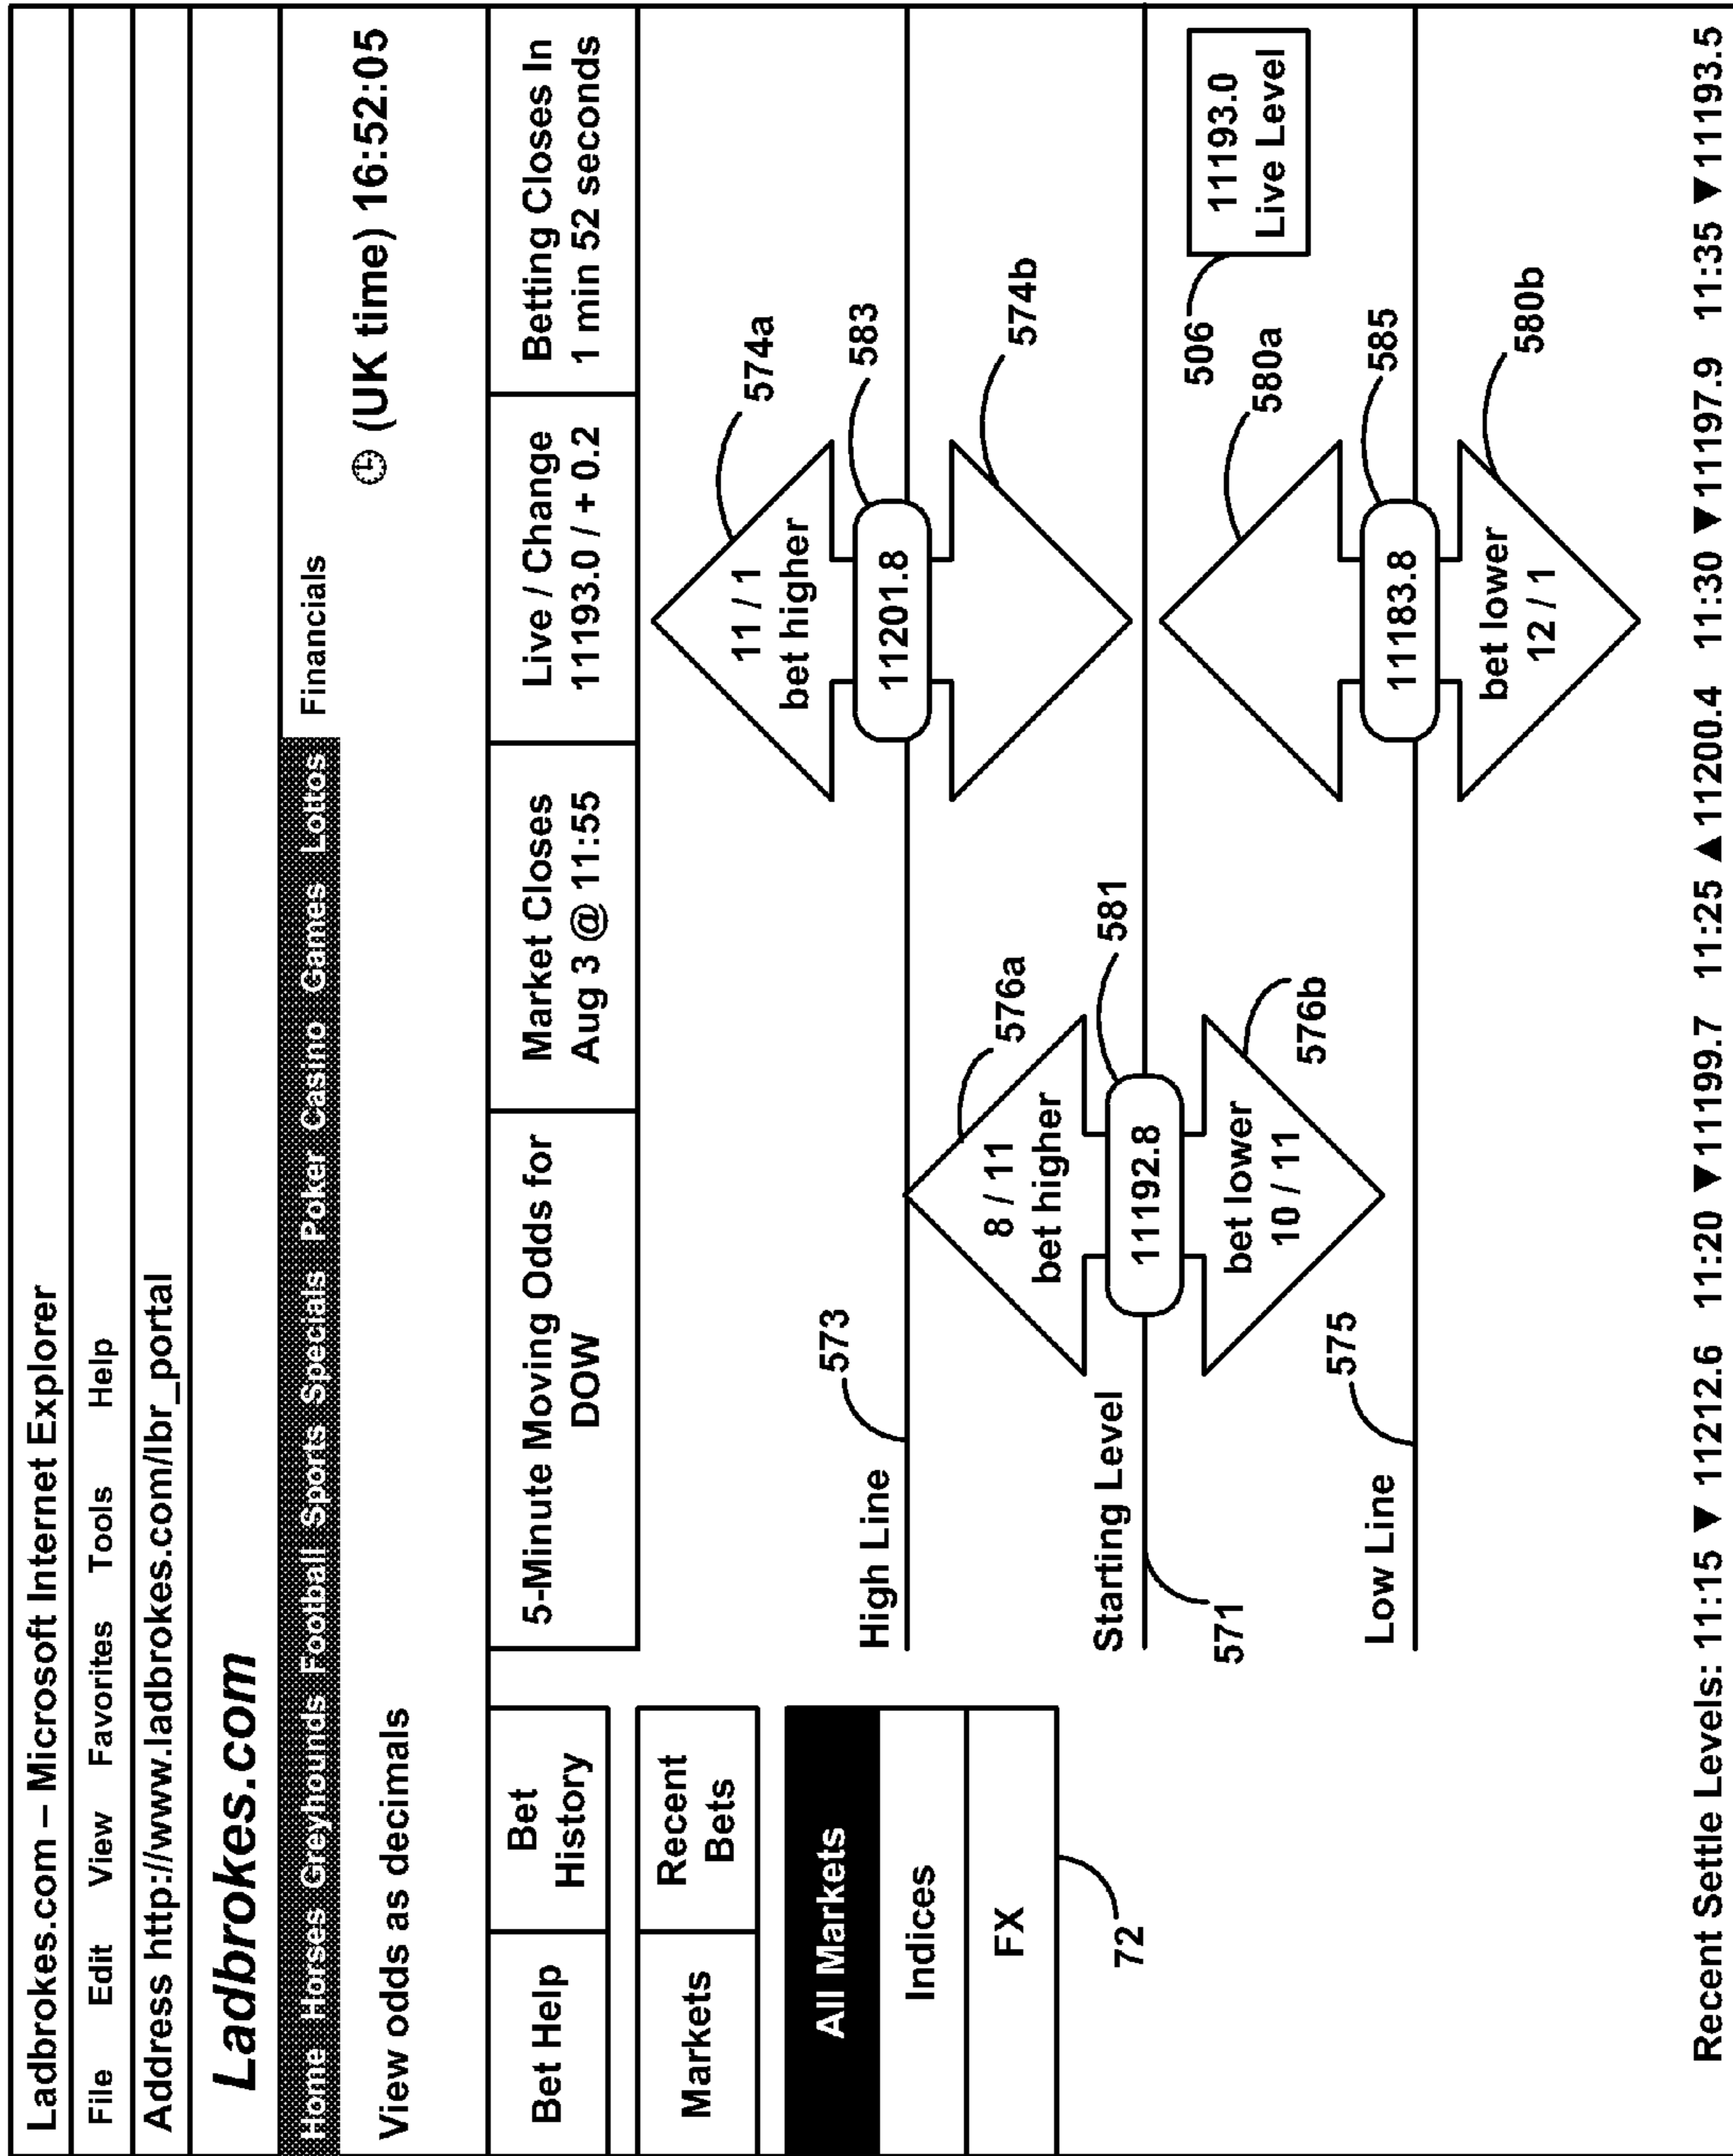 Ladbrokes.com – Microsoft Internet Explorer
File Edit View Favorites Tools Help
Address http://www.ladbrokes.com/lbr_portal
Ladbrokes.com
Home Horses Greyhounds Football Sports Specials Poker Casino Games Lottos Financials
View odds as decimals
(UK time) 16:52:05
Bet Help
Bet
History
Markets
Recent
Bets
All Markets
Indices
FX
72
5-Minute Moving Odds for
DOW
Market Closes
Aug 3 @ 11:55
Live / Change
11193.0 / + 0.2
Betting Closes In
1 min 52 seconds
11 / 1
bet higher
574a
High Line
573
11201.8
583
574b
8 / 11
bet higher
576a
Starting Level
571
11192.8
581
bet lower
10 / 11
576b
506
11193.0
Live Level
580a
Low Line
575
11183.8
585
bet lower
12 / 1
580b
Recent Settle Levels: 11:15 ▼ 11212.6 11:20 ▼11199.7 11:25 ▲11200.4 11:30 ▼11197.9 11:35 ▼11193.5